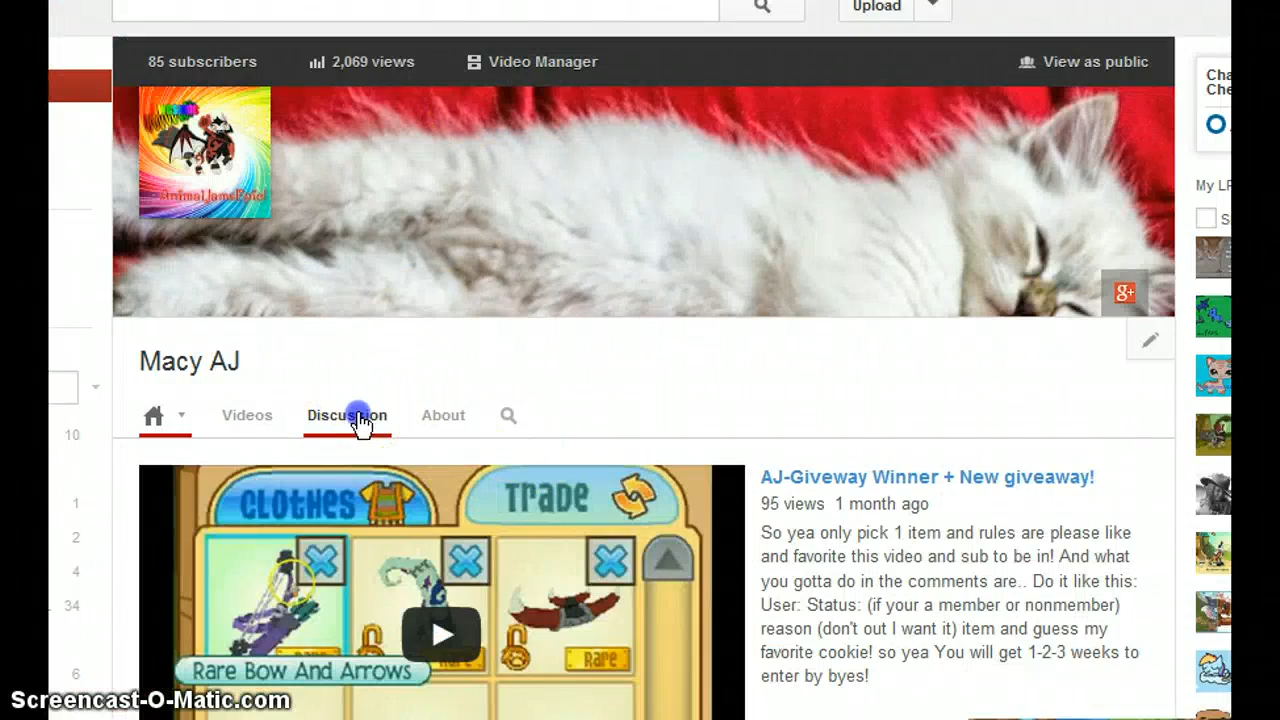 Upload
85 subscribers
2,069 views
Video Manager
View as public
Cha
Che
AnimalJamsPaief
g+
My LP
S
Macy AJ
Videos
Discussion
About
10
1
2
4
34
6
CLOTHES
TRADE
Rare
Rare Bow And Arrows
AJ-Giveway Winner + New giveaway!
95 views 1 month ago
So yea only pick 1 item and rules are please like
and favorite this video and sub to be in! And what
you gotta do in the comments are.. Do it like this:
User: Status: (if your a member or nonmember)
reason (don't out I want it) item and guess my
favorite cookie! so yea You will get 1-2-3 weeks to
enter by byes!
Screencast-O-Matic.com